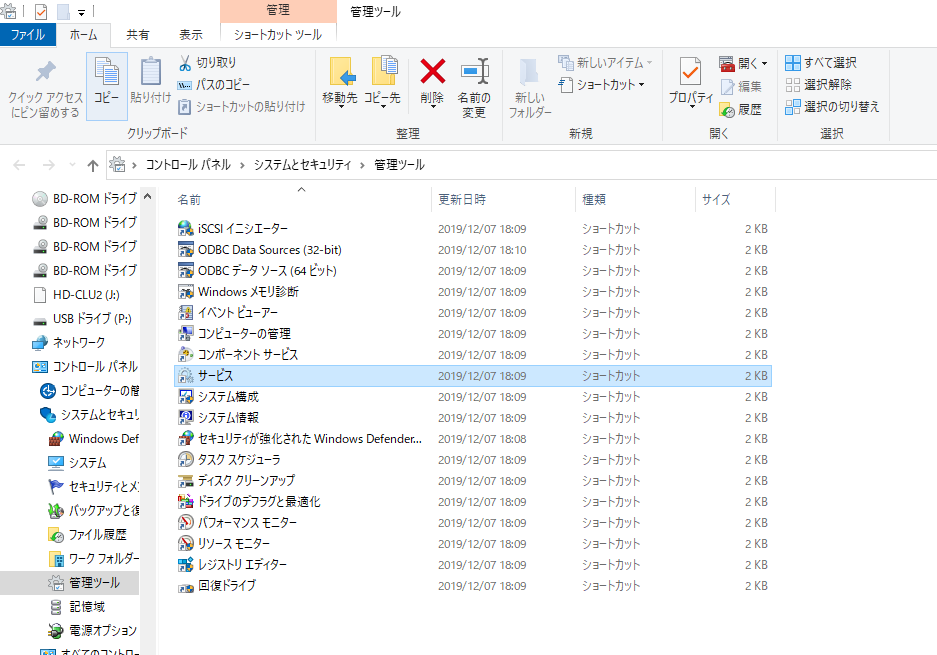 管理
管理ツール
ファイル
ホーム
共有
表示
ショートカット ツール
クイック アクセス
にピン留めする
コピー
貼り付け
切り取り
パスのコピー
ショートカットの貼り付け
クリップボード
移動先
コピー先
削除
名前の
変更
整理
新しい
フォルダー
新しいアイテム
ショートカット
新規
プロパティ
開く
編集
履歴
開く
すべて選択
選択解除
選択の切り替え
選択
コントロール パネル > システムとセキュリティ > 管理ツール
BD-ROM ドライブ
BD-ROM ドライブ
BD-ROM ドライブ
BD-ROM ドライブ
HD-CLU2 (J:)
USB ドライブ (P:)
ネットワーク
コントロール パネル
コンピューターの簡
システムとセキュリ
Windows Def
システム
セキュリティとメ
バックアップと復
ファイル履歴
ワーク フォルダー
管理ツール
記憶域
電源オプション
すべてのコントロー
名前 更新日時 種類 サイズ
iSCSI イニシエーター 2019/12/07 18:09 ショートカット 2 KB
ODBC Data Sources (32-bit) 2019/12/07 18:10 ショートカット 2 KB
ODBC データ ソース (64 ビット) 2019/12/07 18:09 ショートカット 2 KB
Windows メモリ診断 2019/12/07 18:09 ショートカット 2 KB
イベント ビューアー 2019/12/07 18:09 ショートカット 2 KB
コンピューターの管理 2019/12/07 18:09 ショートカット 2 KB
コンポーネント サービス 2019/12/07 18:09 ショートカット 2 KB
サービス 2019/12/07 18:09 ショートカット 2 KB
システム構成 2019/12/07 18:09 ショートカット 2 KB
システム情報 2019/12/07 18:09 ショートカット 2 KB
セキュリティが強化された Windows Defender... 2019/12/07 18:08 ショートカット 2 KB
タスク スケジューラ 2019/12/07 18:09 ショートカット 2 KB
ディスク クリーンアップ 2019/12/07 18:09 ショートカット 2 KB
ドライブのデフラグと最適化 2019/12/07 18:09 ショートカット 2 KB
パフォーマンス モニター 2019/12/07 18:09 ショートカット 2 KB
リソース モニター 2019/12/07 18:09 ショートカット 2 KB
レジストリ エディター 2019/12/07 18:09 ショートカット 2 KB
回復ドライブ 2019/12/07 18:09 ショートカット 2 KB